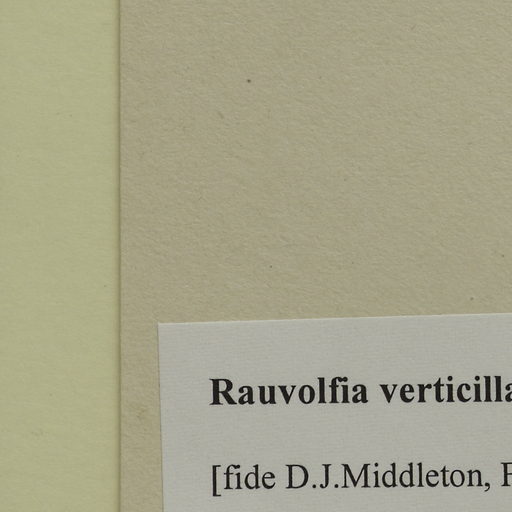 Rauvolfia verticilla
[fide D.J.Middleton, F